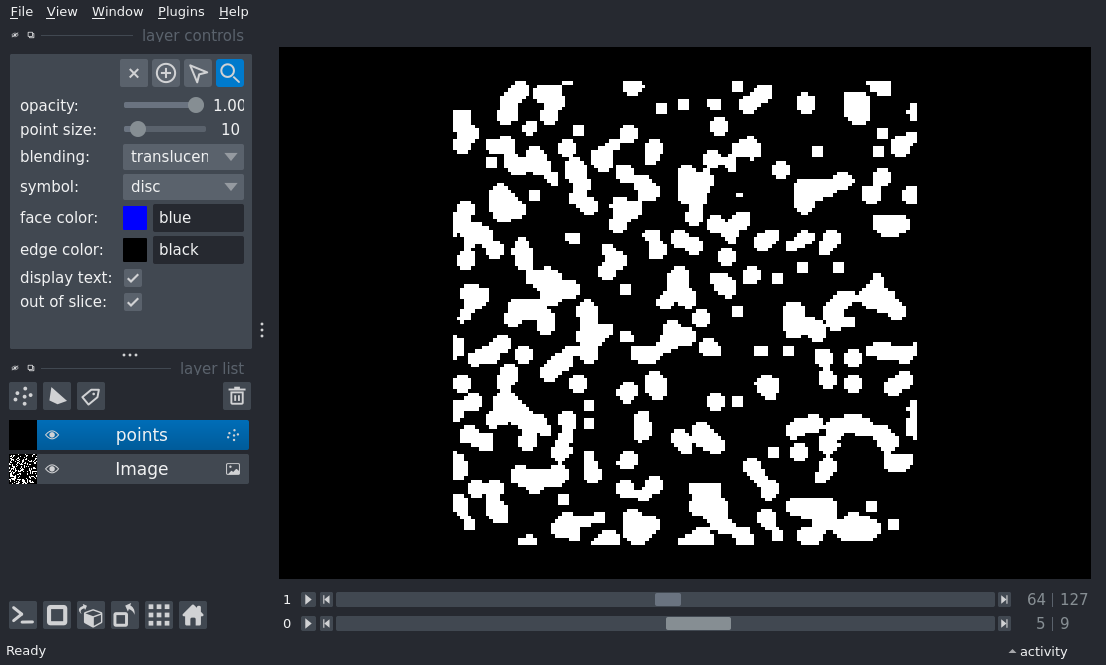 File View Window Plugins Help
layer controls
opacity: 1.00
point size: 10
blending: translucen
symbol: disc
face color: blue
edge color: black
display text:
out of slice:
layer list
points
Image
1 64 | 127
0 5 | 9
Ready activity